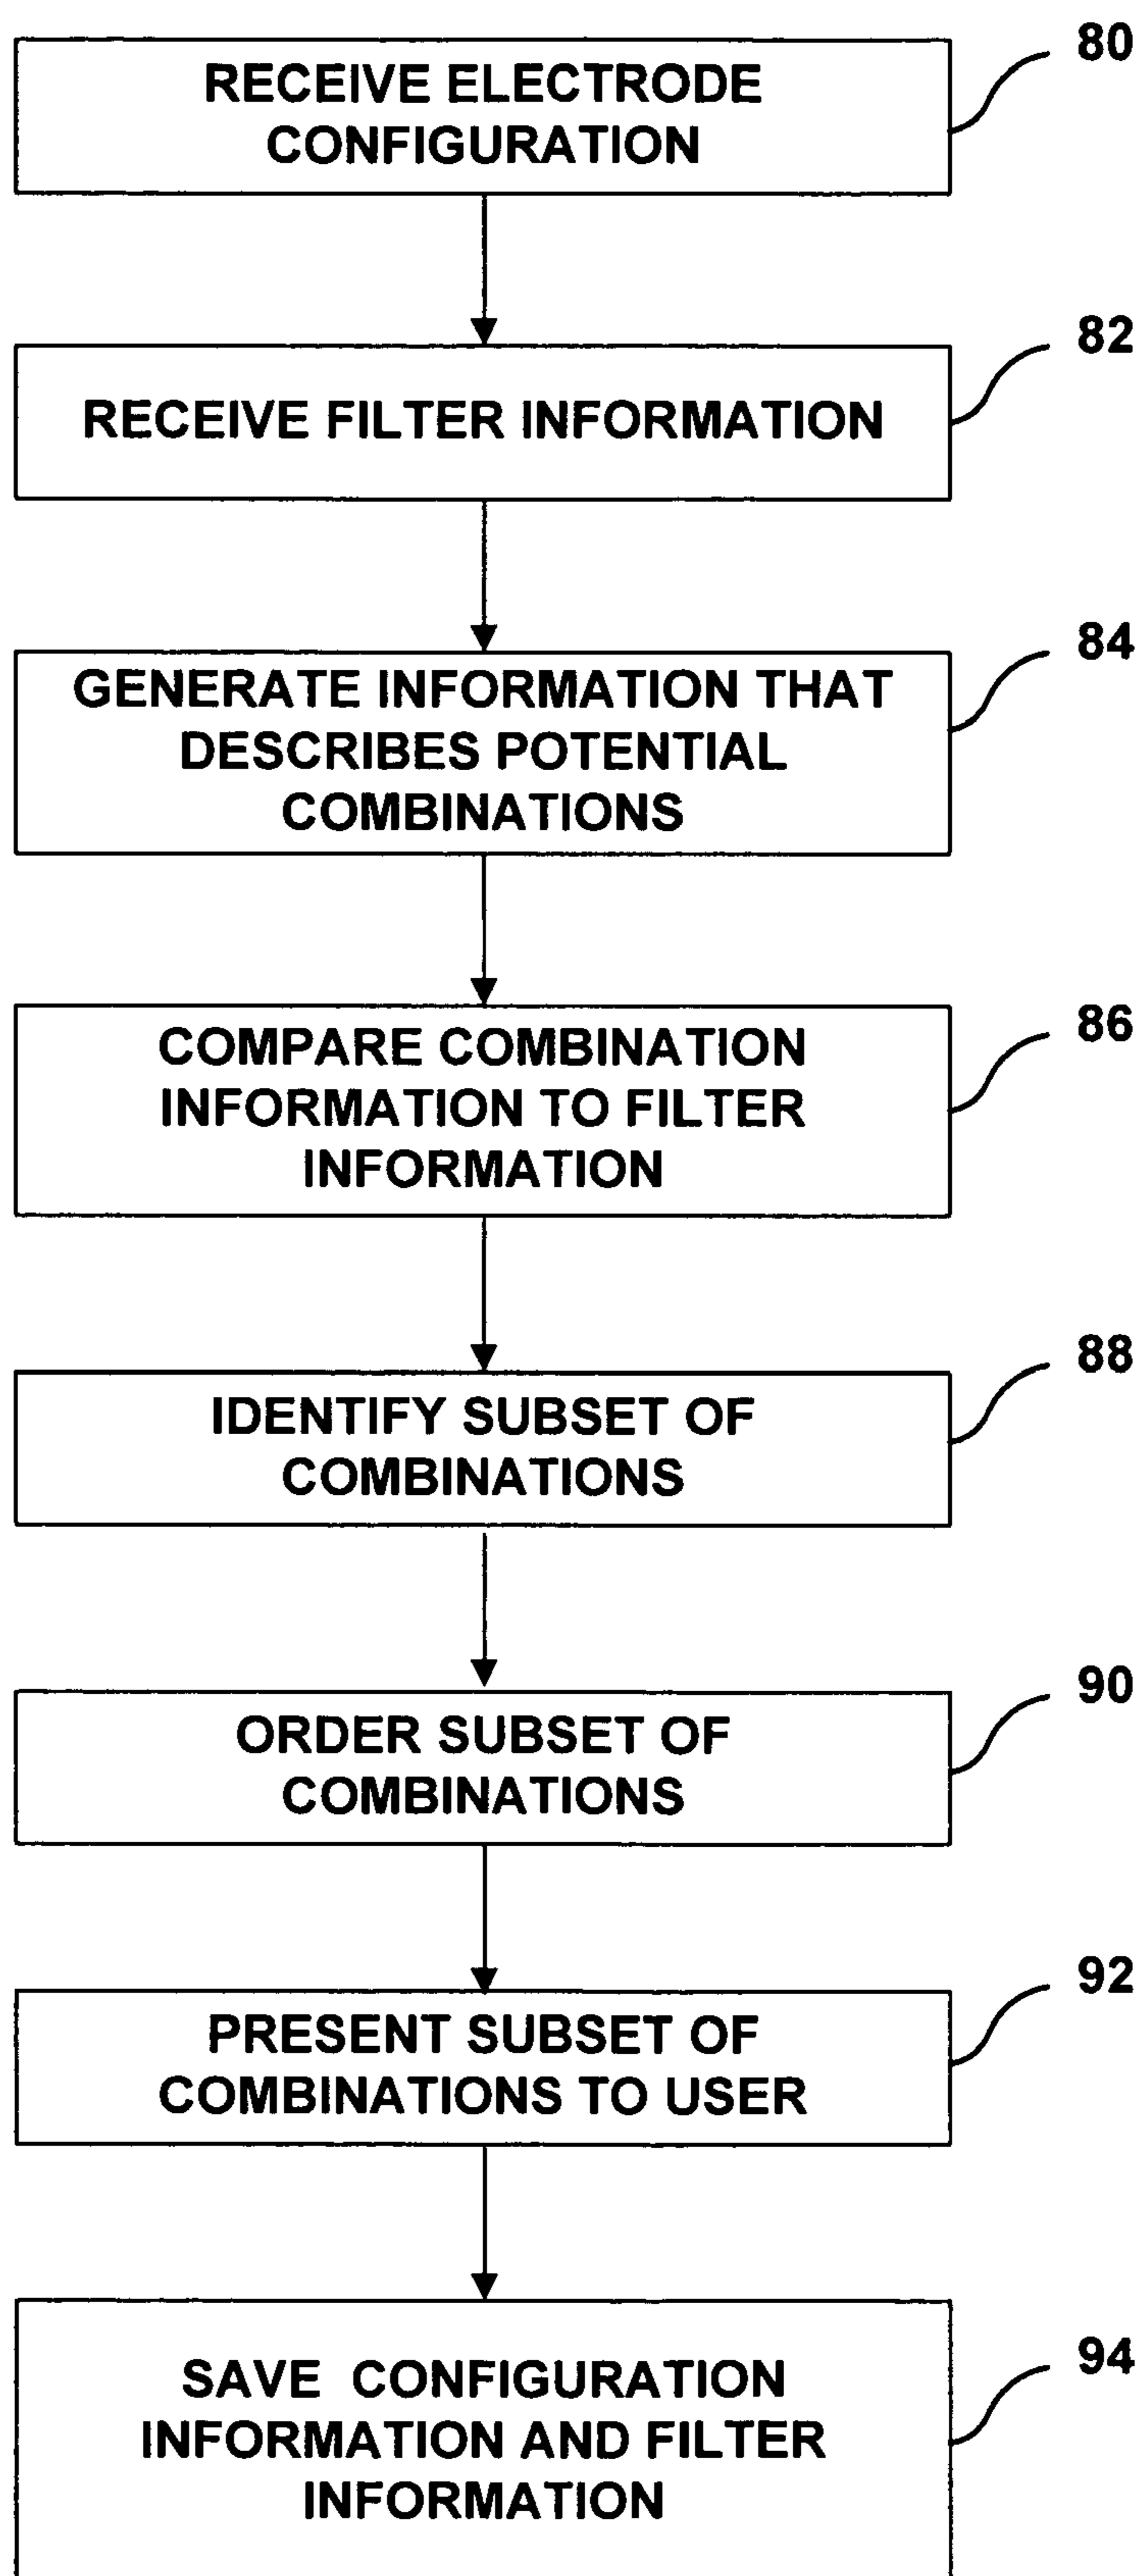 80
RECEIVE ELECTRODE
CONFIGURATION
82
RECEIVE FILTER INFORMATION
84
GENERATE INFORMATION THAT
DESCRIBES POTENTIAL
COMBINATIONS
86
COMPARE COMBINATION
INFORMATION TO FILTER
INFORMATION
88
IDENTIFY SUBSET OF
COMBINATIONS
90
ORDER SUBSET OF
COMBINATIONS
92
PRESENT SUBSET OF
COMBINATIONS TO USER
94
SAVE CONFIGURATION
INFORMATION AND FILTER
INFORMATION